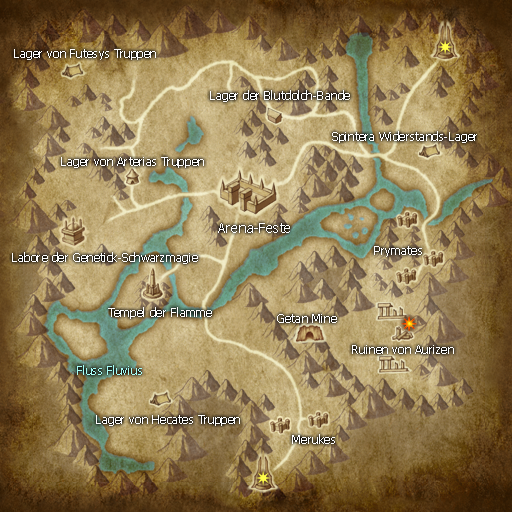 Lager von Futesys Truppen
Lager der Blutdolch-Bande
Spintera Widerstands-Lager
Lager von Arterias Truppen
Arena-Feste
Labore der Genetick-Schwarzmagie
Prymates
Tempel der Flamme
Getan Mine
Ruinen von Aurizen
Fluss Fluvius
Lager von Hecates Truppen
Merukes